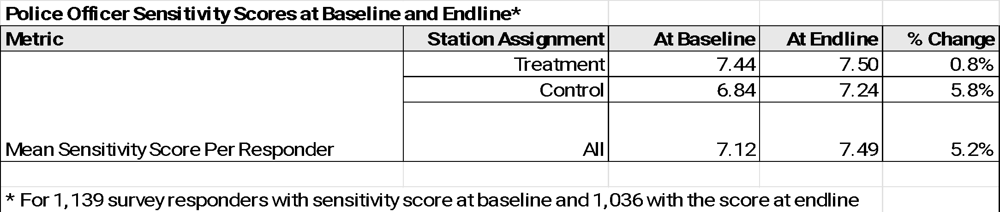 Police Officer Sensitivity Scores at Baseline and Endline*
Metric Station Assignment At Baseline At Endline % Change
Treatment 7.44 7.50 0.8%
Control 6.84 7.24 5.8%
Mean Sensitivity Score Per Responder All 7.12 7.49 5.2%
* For 1,139 survey responders with sensitivity score at baseline and 1,036 with the score at endline